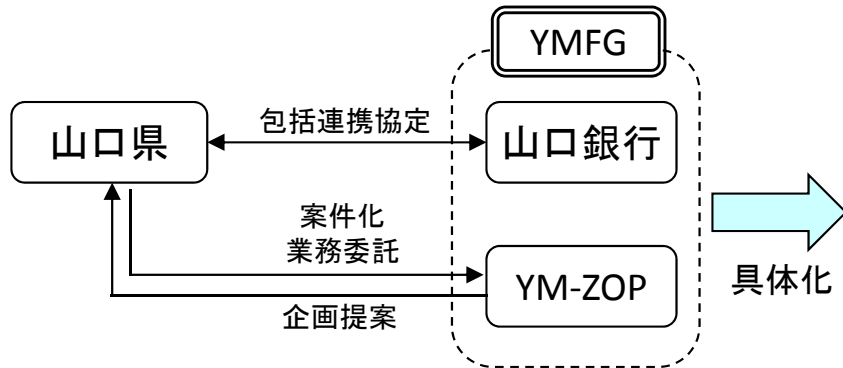 YMFG
山口県
包括連携協定
山口銀行
案件化
業務委託
YM-ZOP
企画提案
具体化